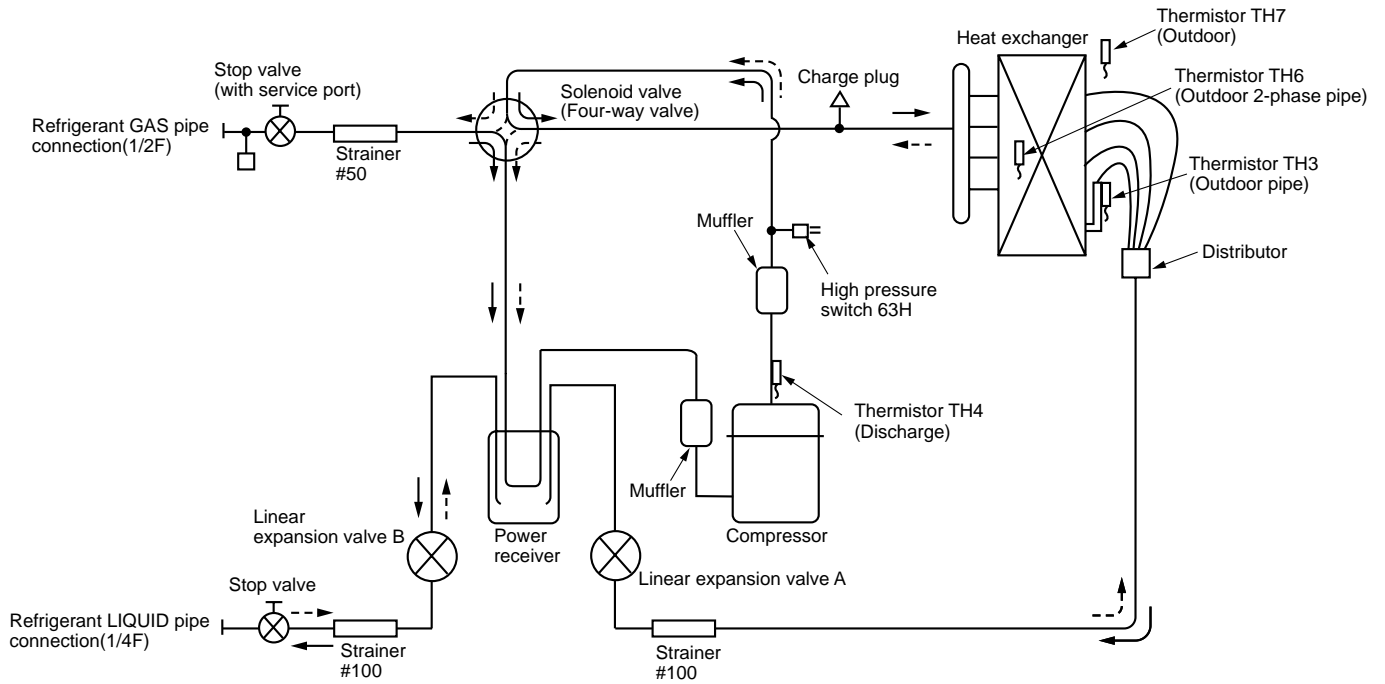 Thermistor TH7
(Outdoor)
Heat exchanger
Stop valve
(with service port)
Charge plug
Thermistor TH6
(Outdoor 2-phase pipe)
Solenoid valve
(Four-way valve)
Refrigerant GAS pipe
connection(1/2F)
Strainer
#50
Thermistor TH3
(Outdoor pipe)
Muffler
Distributor
High pressure
switch 63H
Thermistor TH4
(Discharge)
Muffler
Linear
expansion valve B
Power
receiver
Compressor
Linear expansion valve A
Stop valve
Refrigerant LIQUID pipe
connection(1/4F)
Strainer
#100
Strainer
#100